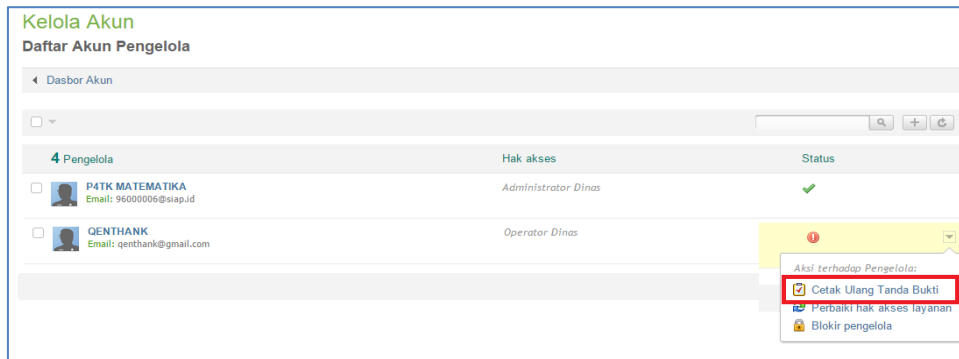 Kelola Akun
Daftar Akun Pengelola
Dasbor Akun
4 Pengelola Hak akses Status
P4TK MATEMATIKA Administrator Dinas
Email: 96000006@siap.id
QENTHANK Operator Dinas
Email: qenthank@gmail.com
Aksi terhadap Pengelola:
Cetak Ulang Tanda Bukti
Perbaiki hak akses layanan
Blokir pengelola